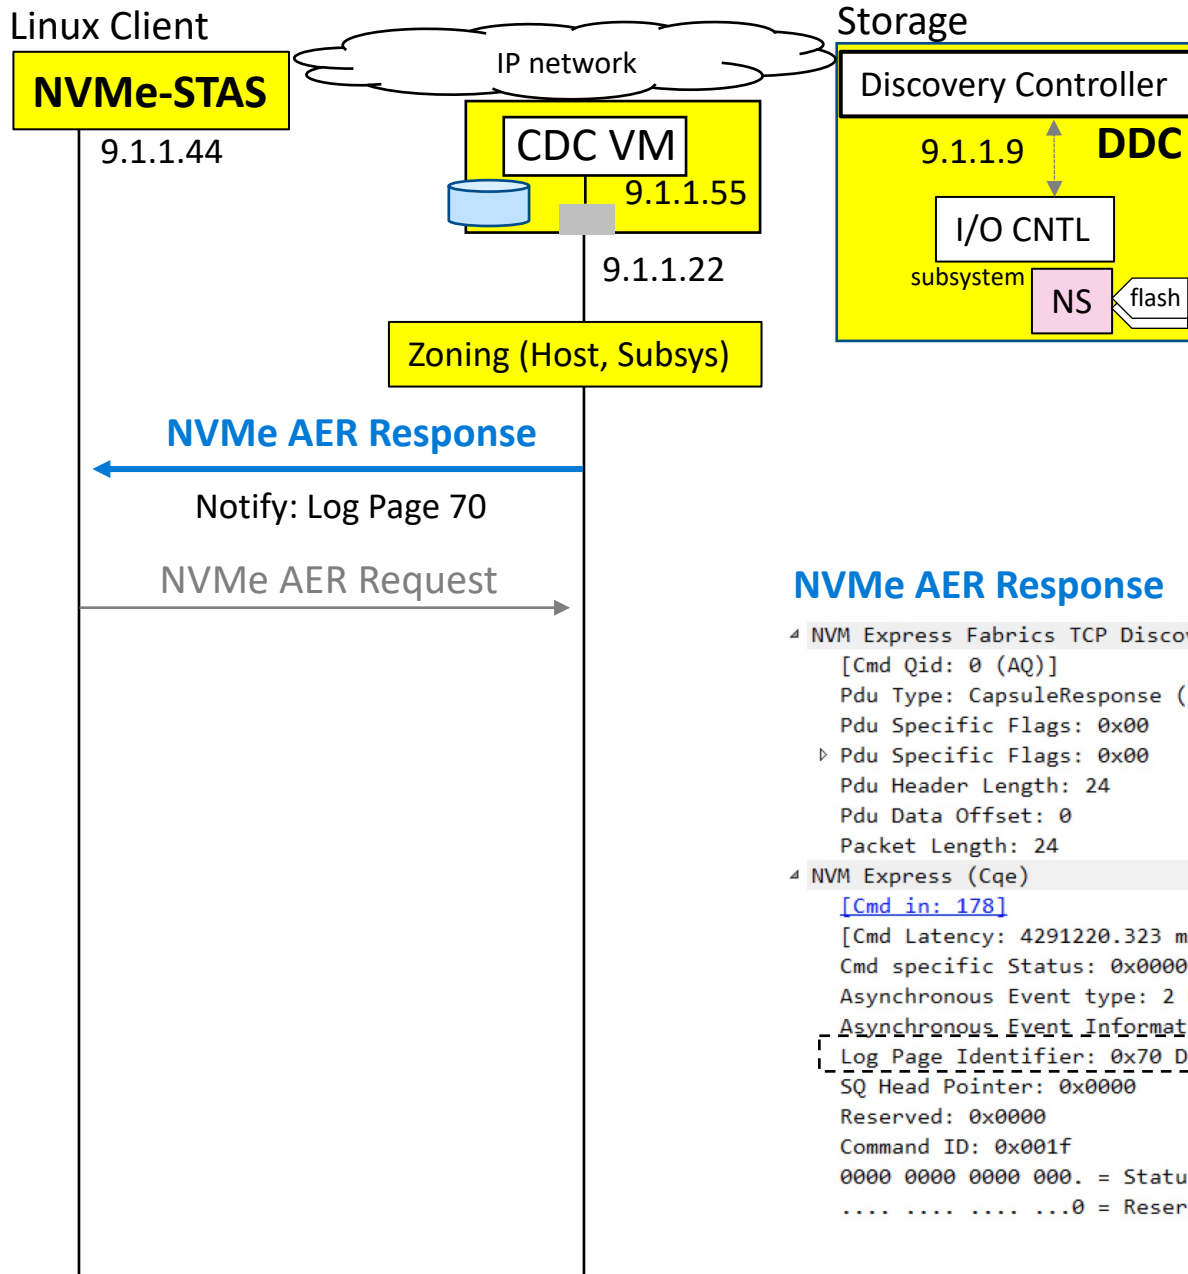 Linux Client
NVMe-STAS
9.1.1.44
IP network
CDC VM
9.1.1.55
9.1.1.22
Storage
Discovery Controller
9.1.1.9
DDC
I/O CNTL
subsystem
NS
flash
Zoning (Host, Subsys)
NVMe AER Response
Notify: Log Page 70
NVMe AER Request
NVMe AER Response
NVM Express Fabrics TCP Discov
[Cmd Qid: 0 (AQ)]
Pdu Type: CapsuleResponse (
Pdu Specific Flags: 0x00
Pdu Specific Flags: 0x00
Pdu Header Length: 24
Pdu Data Offset: 0
Packet Length: 24
NVM Express (Cqe)
[Cmd in: 178]
[Cmd Latency: 4291220.323 m
Cmd specific Status: 0x0000
Asynchronous Event type: 2
Asynchronous Event Informat
Log Page Identifier: 0x70 D
SQ Head Pointer: 0x0000
Reserved: 0x0000
Command ID: 0x001f
0000 0000 0000 000. = Statu
.... .... .... ...0 = Reser